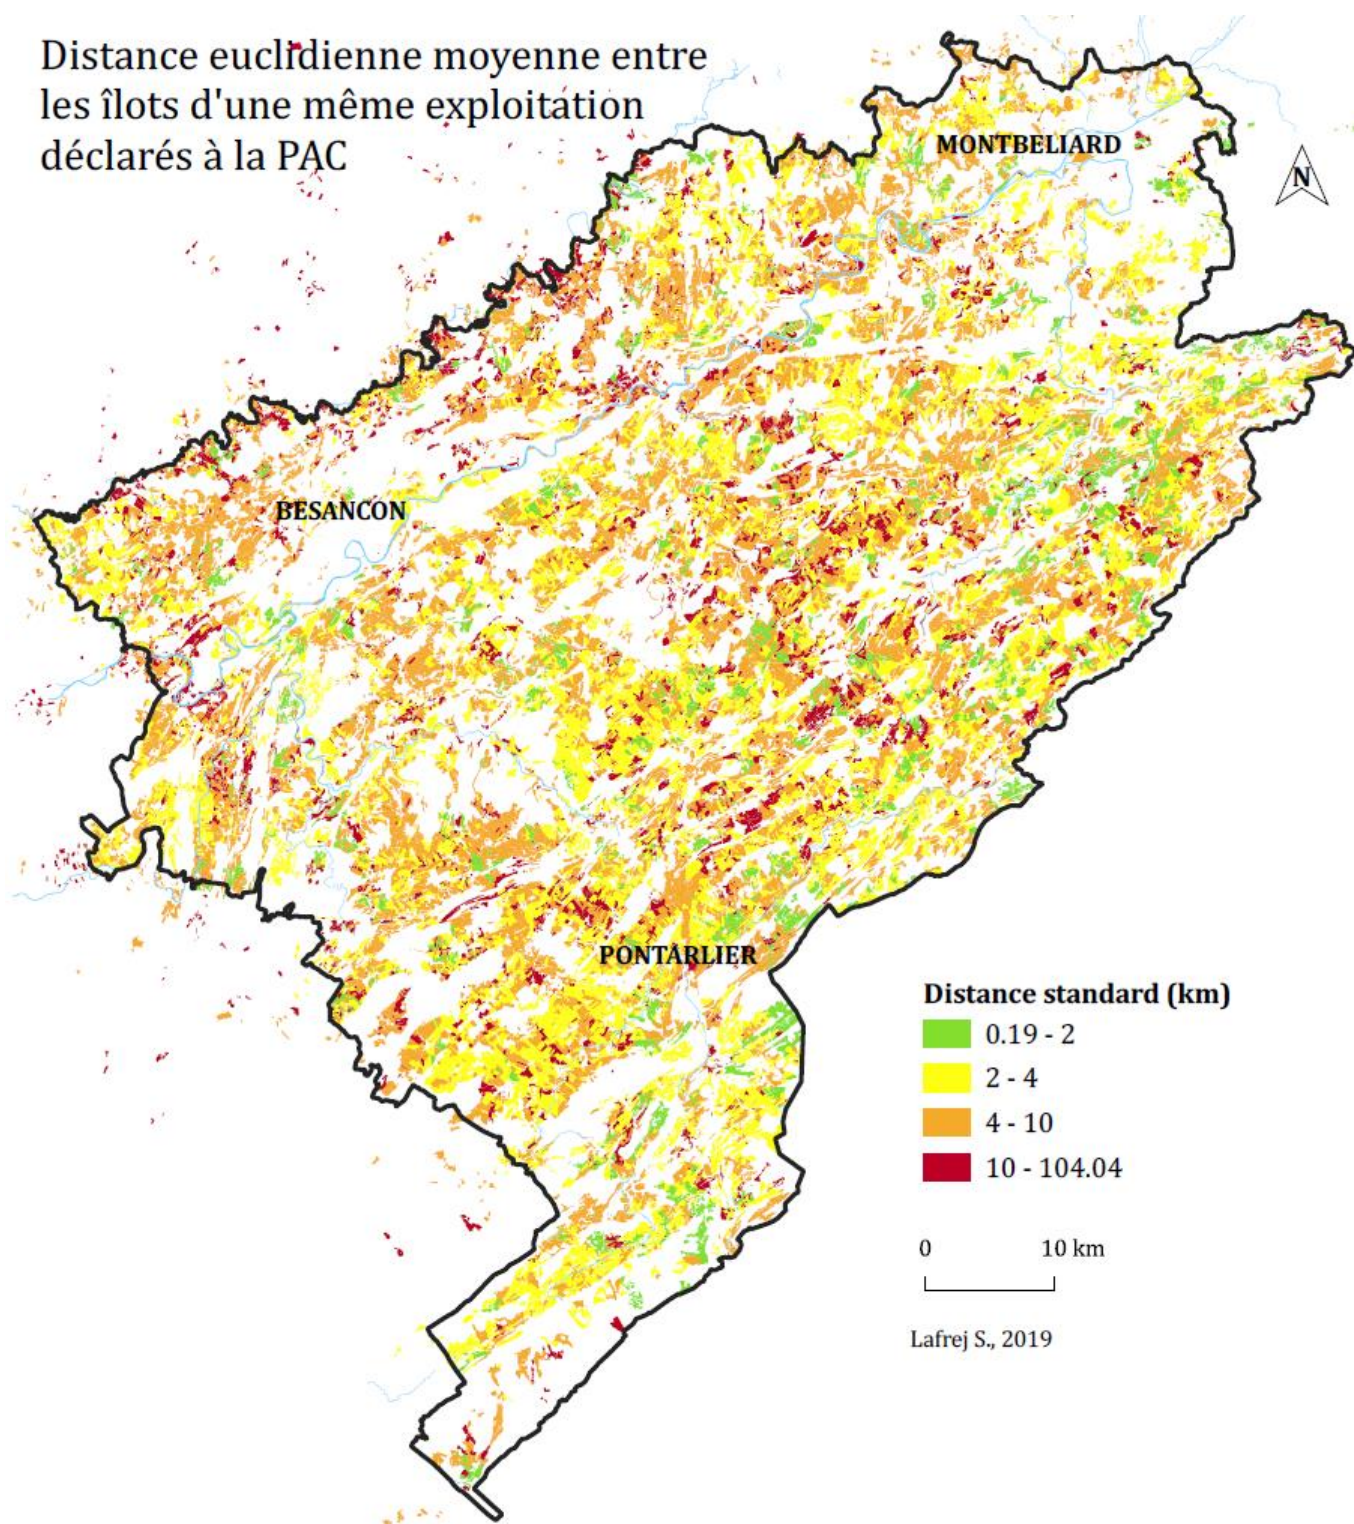 Distance euclidienne moyenne entre
les îlots d'une même exploitation
déclarés à la PAC
MONTBELIARD
N
BESANCON
PONTARLIER
Distance standard (km)
0.19 - 2
2 - 4
4 - 10
10 - 104.04
0 10 km
Lafrej S., 2019